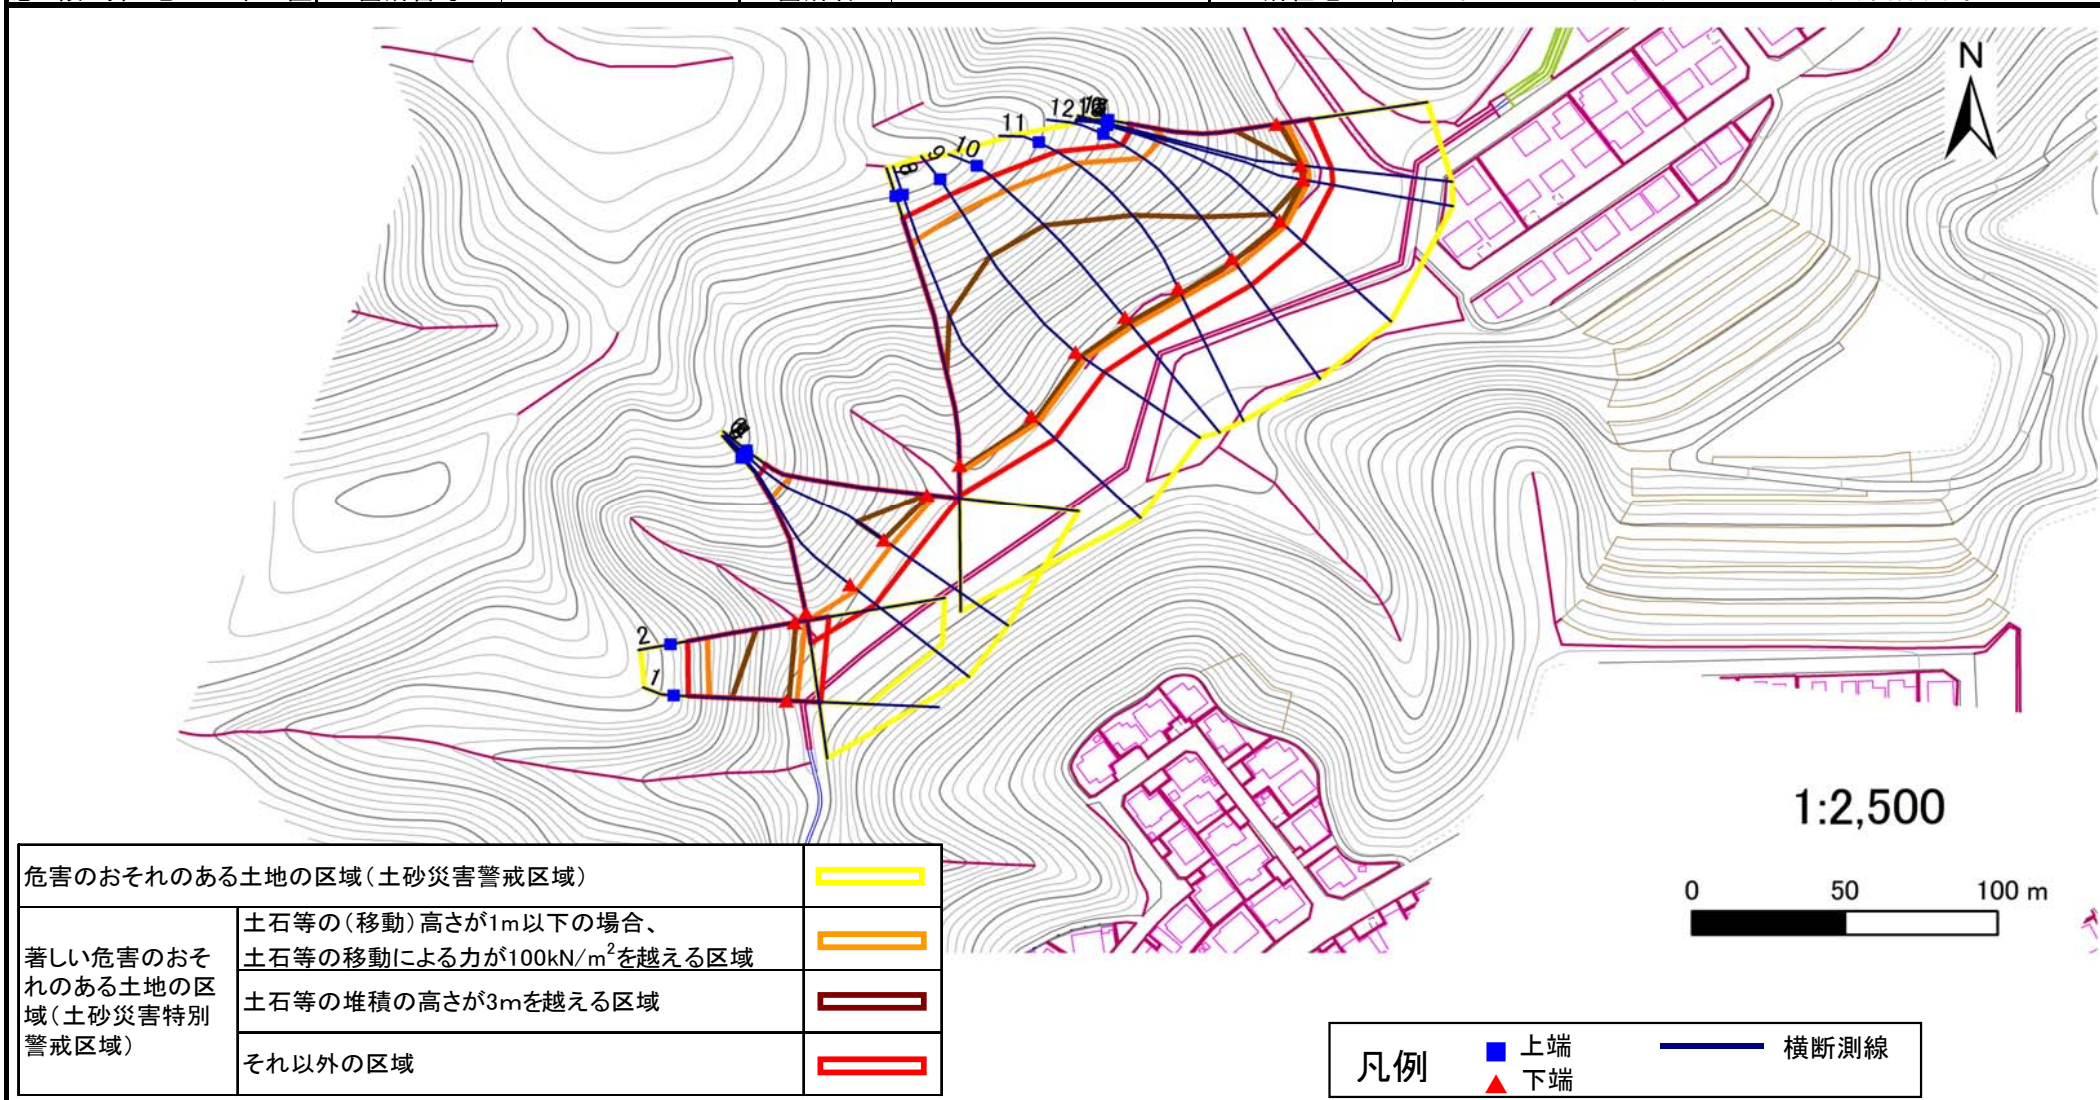 N
12
11
10
9
8
2
1
1:2,500
0 50 100 m
危害のおそれのある土地の区域(土砂災害警戒区域)
著しい危害のおそれのある土地の区域(土砂災害特別警戒区域)
土石等の(移動)高さが1m以下の場合、
土石等の移動による力が100kN/m²を越える区域
土石等の堆積の高さが3mを越える区域
それ以外の区域
凡例
上端
下端
横断測線